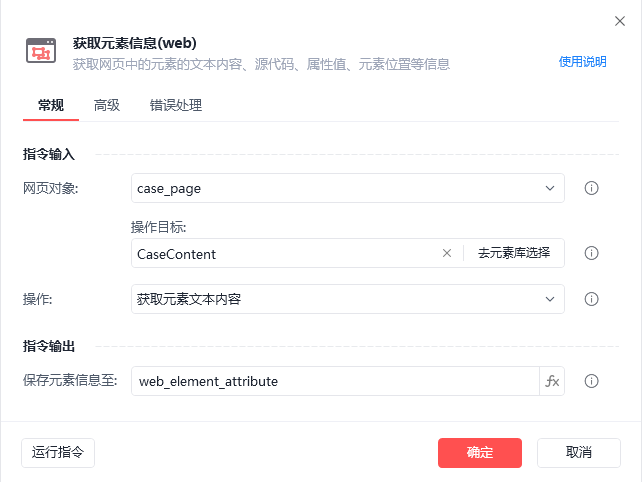 获取元素信息(web)
获取网页中的元素的文本内容、源代码、属性值、元素位置等信息
使用说明
常规 高级 错误处理
指令输入
网页对象: case_page
操作目标:
CaseContent 去元素库选择
操作: 获取元素文本内容
指令输出
保存元素信息至: web_element_attribute fx
运行指令 确定 取消